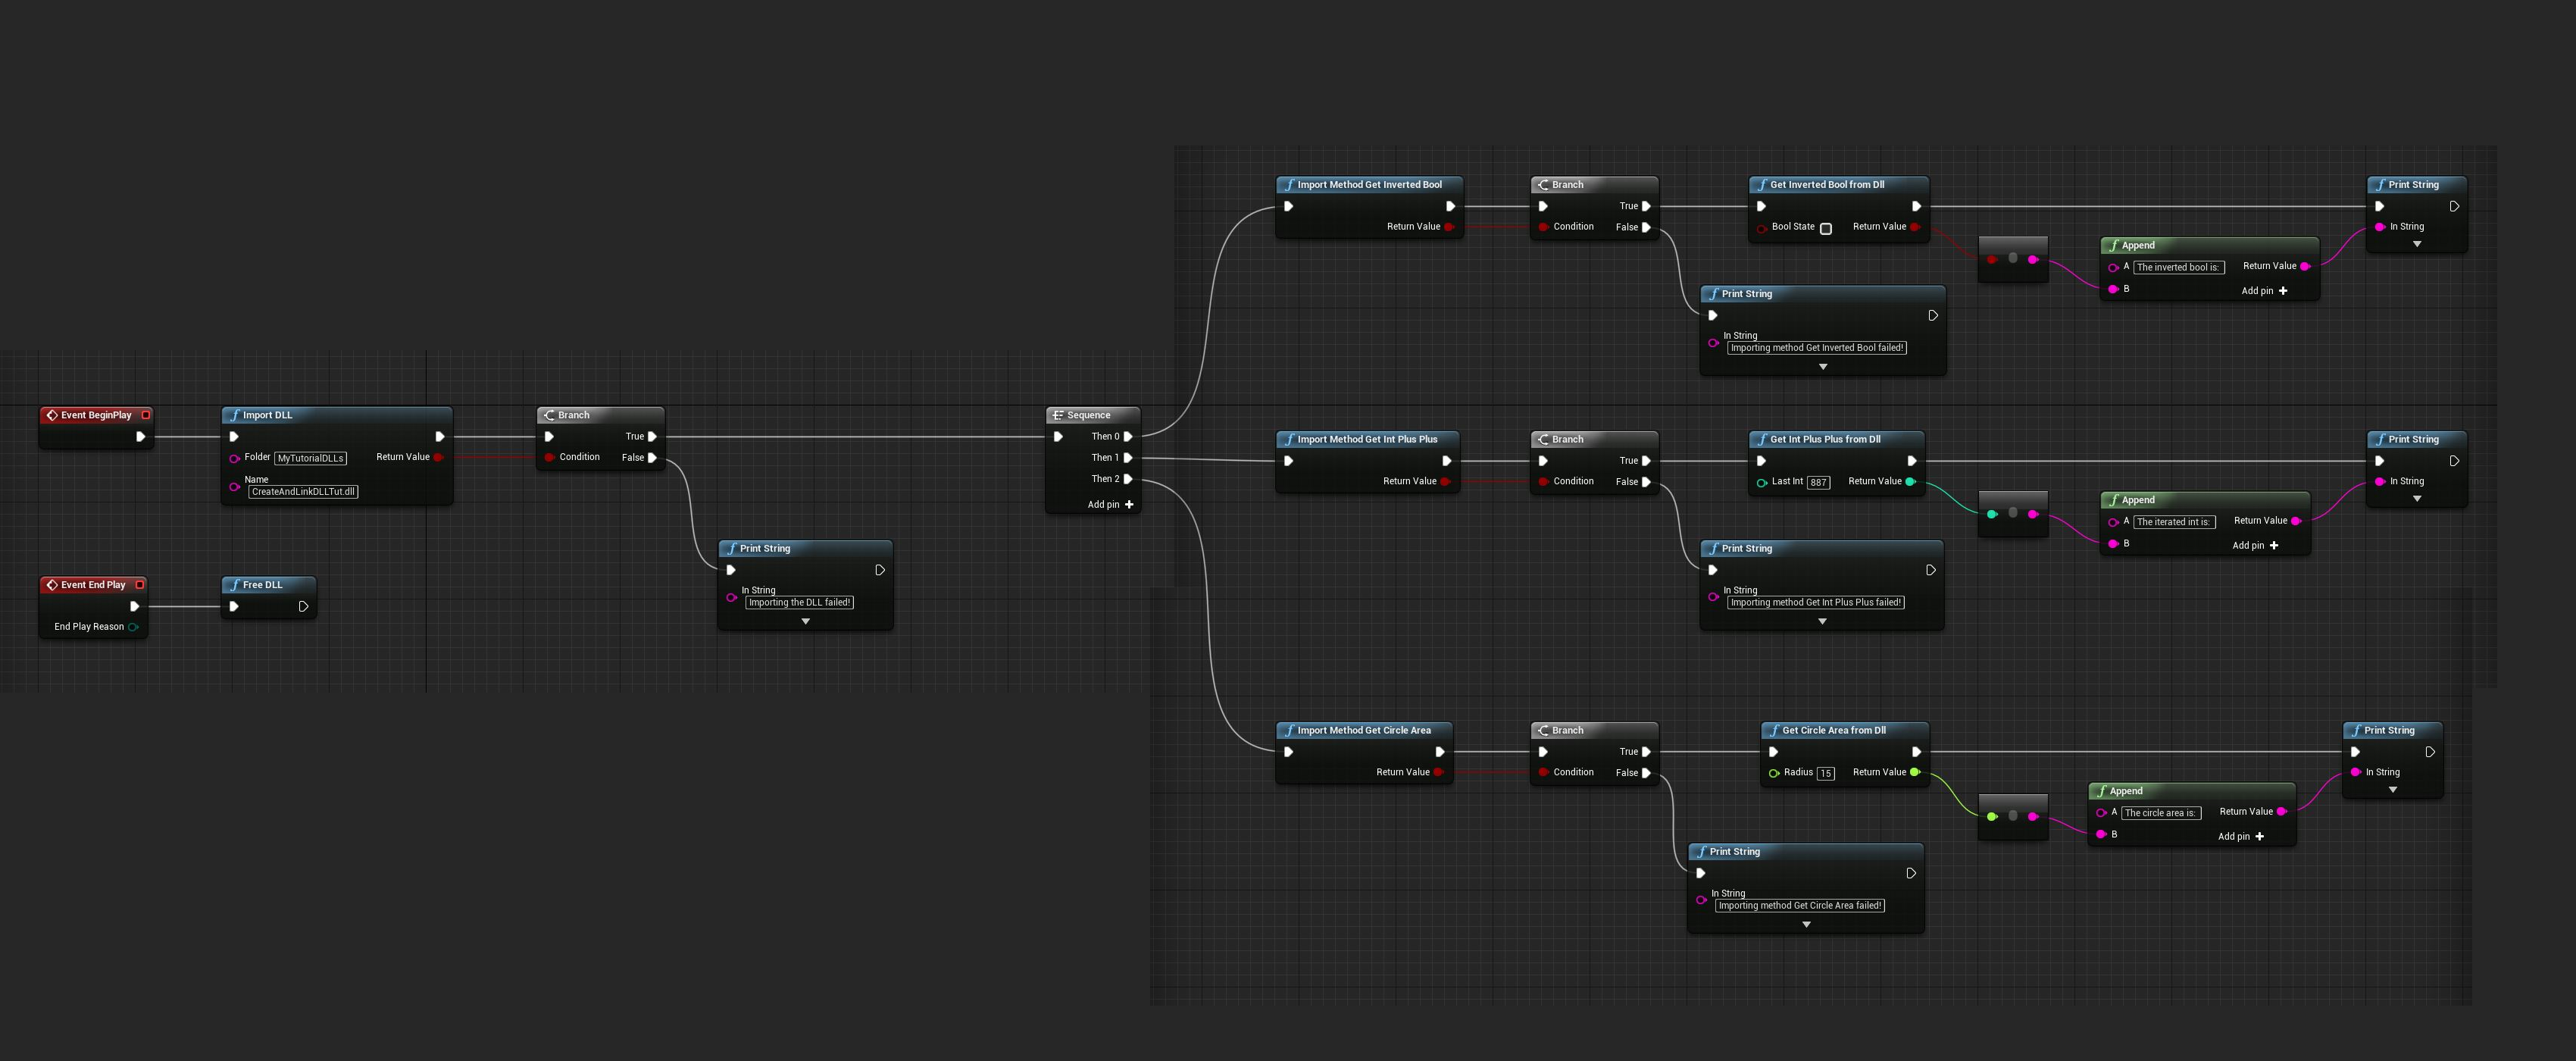 Event BeginPlay
Import DLL
Folder MyTutorialDLLs Return Value
Name
CreateAndLinkDLLTut.dll
Branch
True
Condition False
Print String
In String
Importing the DLL failed!
Event End Play
End Play Reason
Free DLL
Sequence
Then 0
Then 1
Then 2
Add pin
Import Method Get Inverted Bool
Return Value
Branch
True
Condition False
Get Inverted Bool from Dll
Bool State Return Value
Append
A The inverted bool is: Return Value
B Add pin
Print String
In String
Print String
In String
Importing method Get Inverted Bool failed!
Import Method Get Int Plus Plus
Return Value
Branch
True
Condition False
Get Int Plus Plus from Dll
Last Int 887 Return Value
Append
A The iterated int is: Return Value
B Add pin
Print String
In String
Print String
In String
Importing method Get Int Plus Plus failed!
Import Method Get Circle Area
Return Value
Branch
True
Condition False
Get Circle Area from Dll
Radius 15 Return Value
Append
A The circle area is: Return Value
B Add pin
Print String
In String
Print String
In String
Importing method Get Circle Area failed!